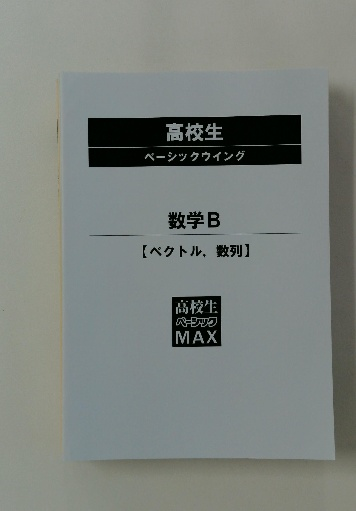 高校生
ベーシックウイング
数学B
【ベクトル，数列】
高校生
ベーシック
MAX